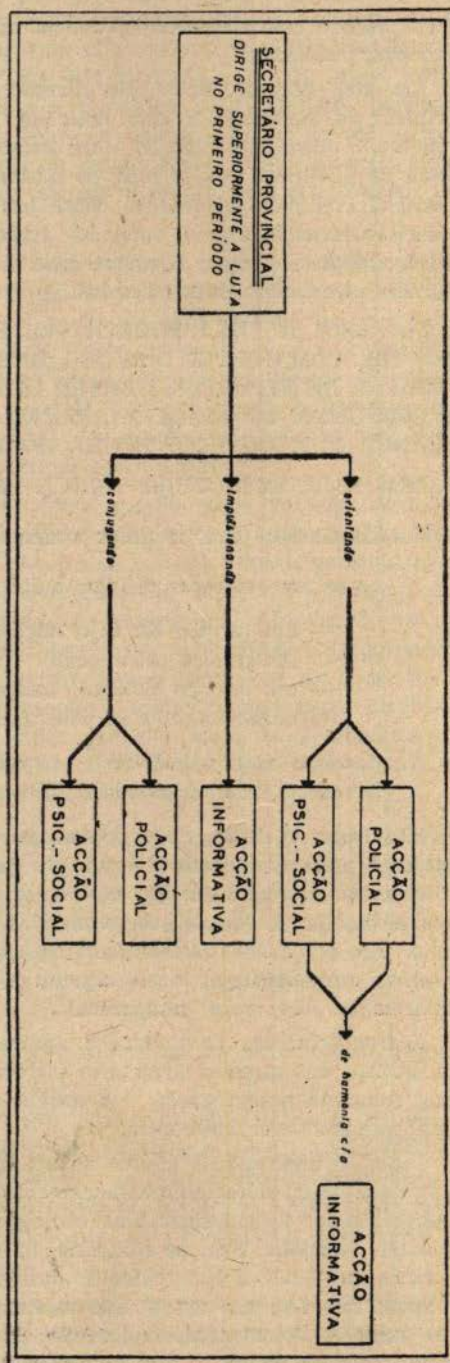 SECRETÁRIO PROVINCIAL
DIRIGE SUPERIORMENTE A LUTA
NO PRIMEIRO PERÍODO
orientando
ACÇÃO
POLICIAL
ACÇÃO
PSIC.-SOCIAL
de harmonia c/a
ACÇÃO
INFORMATIVA
impulsionando
ACÇÃO
INFORMATIVA
conjugando
ACÇÃO
POLICIAL
ACÇÃO
PSIC.-SOCIAL